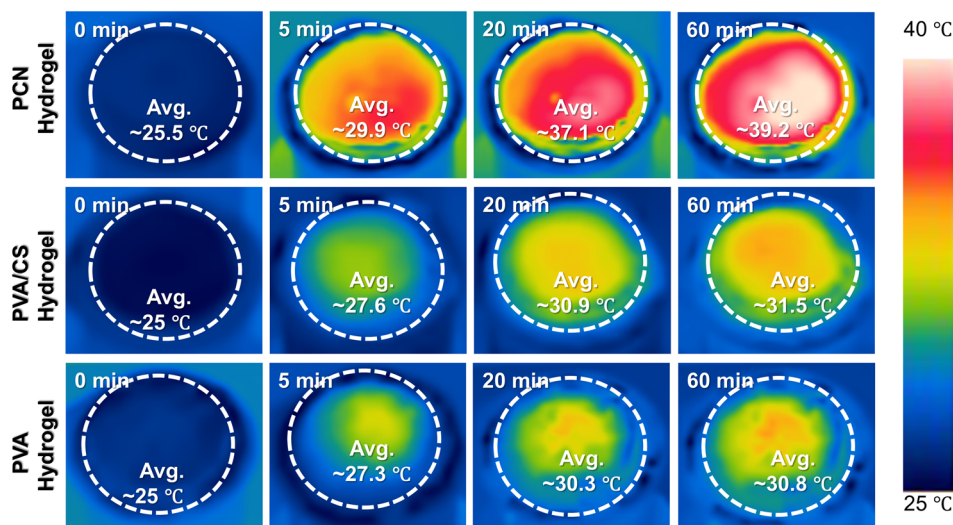 PCN
Hydrogel
0 min
Avg.
~25.5 ℃
5 min
Avg.
~29.9 ℃
20 min
Avg.
~37.1 ℃
60 min
Avg.
~39.2 ℃
PVA/CS
Hydrogel
0 min
Avg.
~25 ℃
5 min
Avg.
~27.6 ℃
20 min
Avg.
~30.9 ℃
60 min
Avg.
~31.5 ℃
PVA
Hydrogel
0 min
Avg.
~25 ℃
5 min
Avg.
~27.3 ℃
20 min
Avg.
~30.3 ℃
60 min
Avg.
~30.8 ℃
40 ℃
25 ℃